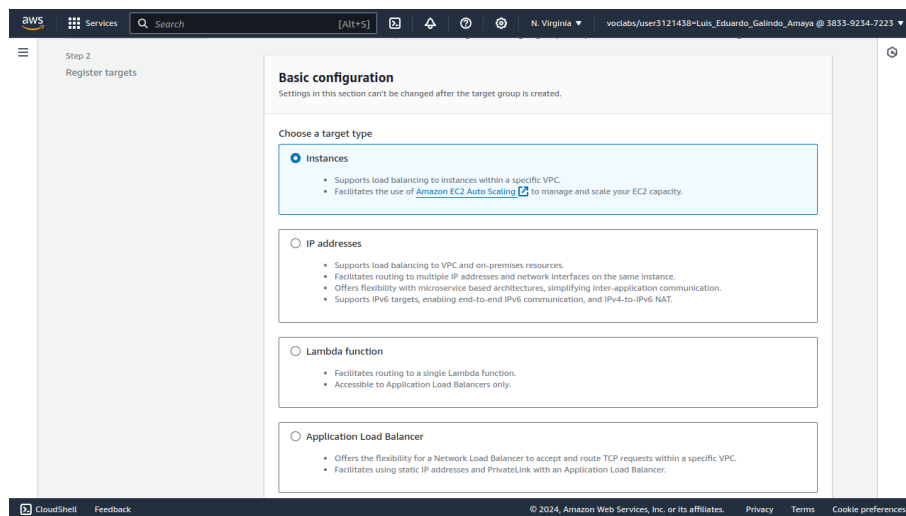 aws
Services
Search
[Alt+S]
N. Virginia
voclabs/user3121438=Luis_Eduardo_Galindo_Amaya @ 3833-9234-7223
Step 2
Register targets
Basic configuration
Settings in this section can't be changed after the target group is created.
Choose a target type
Instances
Supports load balancing to instances within a specific VPC.
Facilitates the use of Amazon EC2 Auto Scaling to manage and scale your EC2 capacity.
IP addresses
Supports load balancing to VPC and on-premises resources.
Facilitates routing to multiple IP addresses and network interfaces on the same instance.
Offers flexibility with microservice based architectures, simplifying inter-application communication.
Supports IPv6 targets, enabling end-to-end IPv6 communication, and IPv4-to-IPv6 NAT.
Lambda function
Facilitates routing to a single Lambda function.
Accessible to Application Load Balancers only.
Application Load Balancer
Offers the flexibility for a Network Load Balancer to accept and route TCP requests within a specific VPC.
Facilitates using static IP addresses and PrivateLink with an Application Load Balancer.
CloudShell
Feedback
© 2024, Amazon Web Services, Inc. or its affiliates.
Privacy
Terms
Cookie preferences